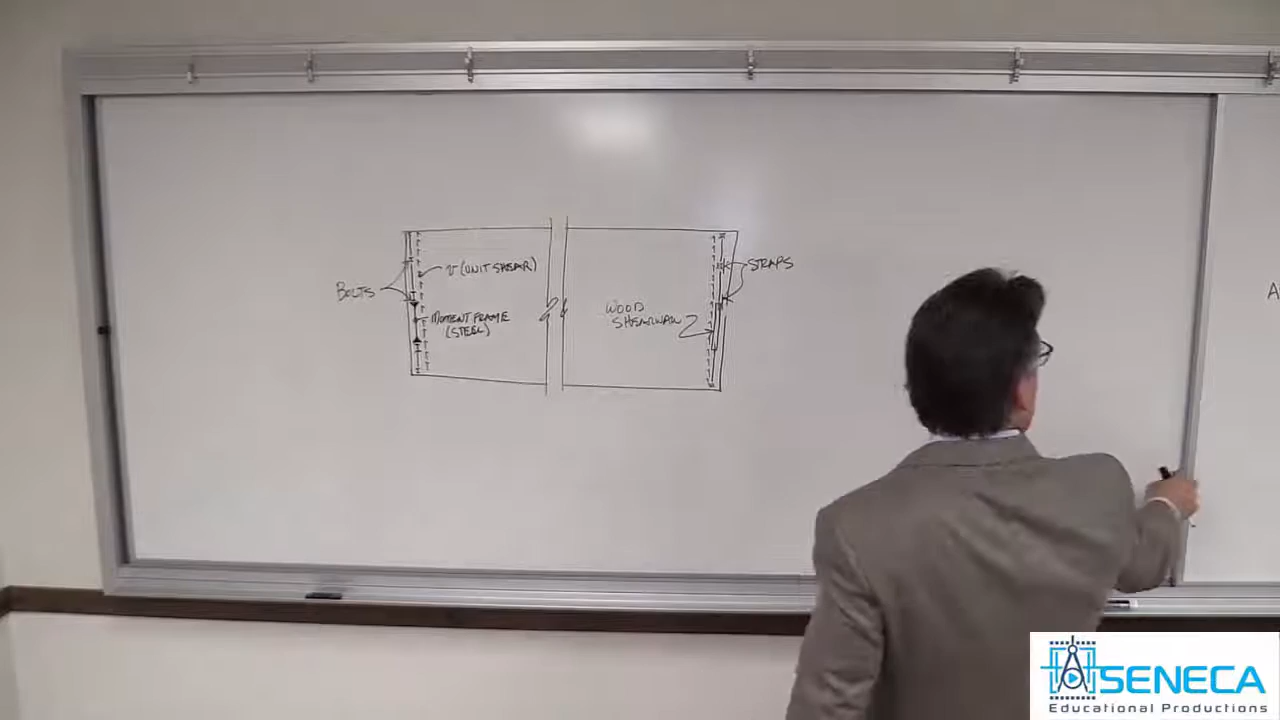 v (UNIT SHEAR)
STRAPS
BOLTS
WOOD
SHEARWALL
MOMENT FRAME
(STEEL)
A
SENECA
Educational Productions